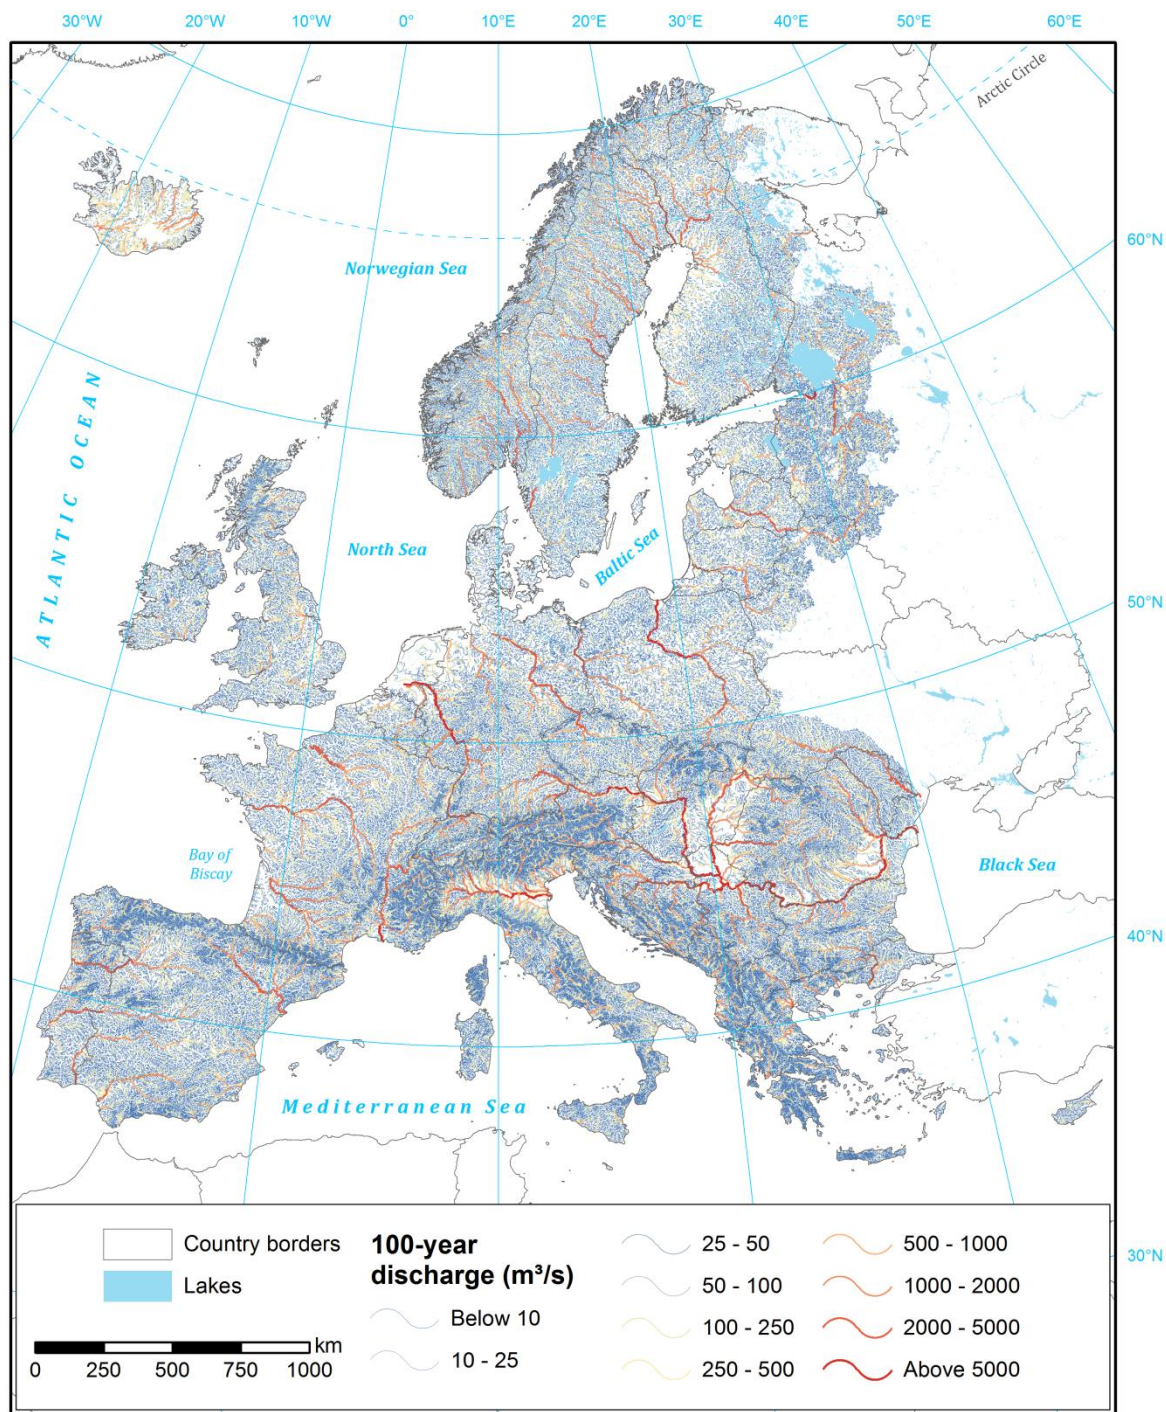 30°W 20°W 10°W 0° 10°E 20°E 30°E 40°E 50°E 60°E
Arctic Circle
60°N
Norwegian Sea
ATLANTIC OCEAN
North Sea
Baltic Sea
50°N
Bay of
Biscay
Black Sea
40°N
Mediterranean Sea
30°N
Country borders
Lakes
km
0 250 500 750 1000
100-year
discharge (m³/s)
Below 10
10 - 25
25 - 50
50 - 100
100 - 250
250 - 500
500 - 1000
1000 - 2000
2000 - 5000
Above 5000